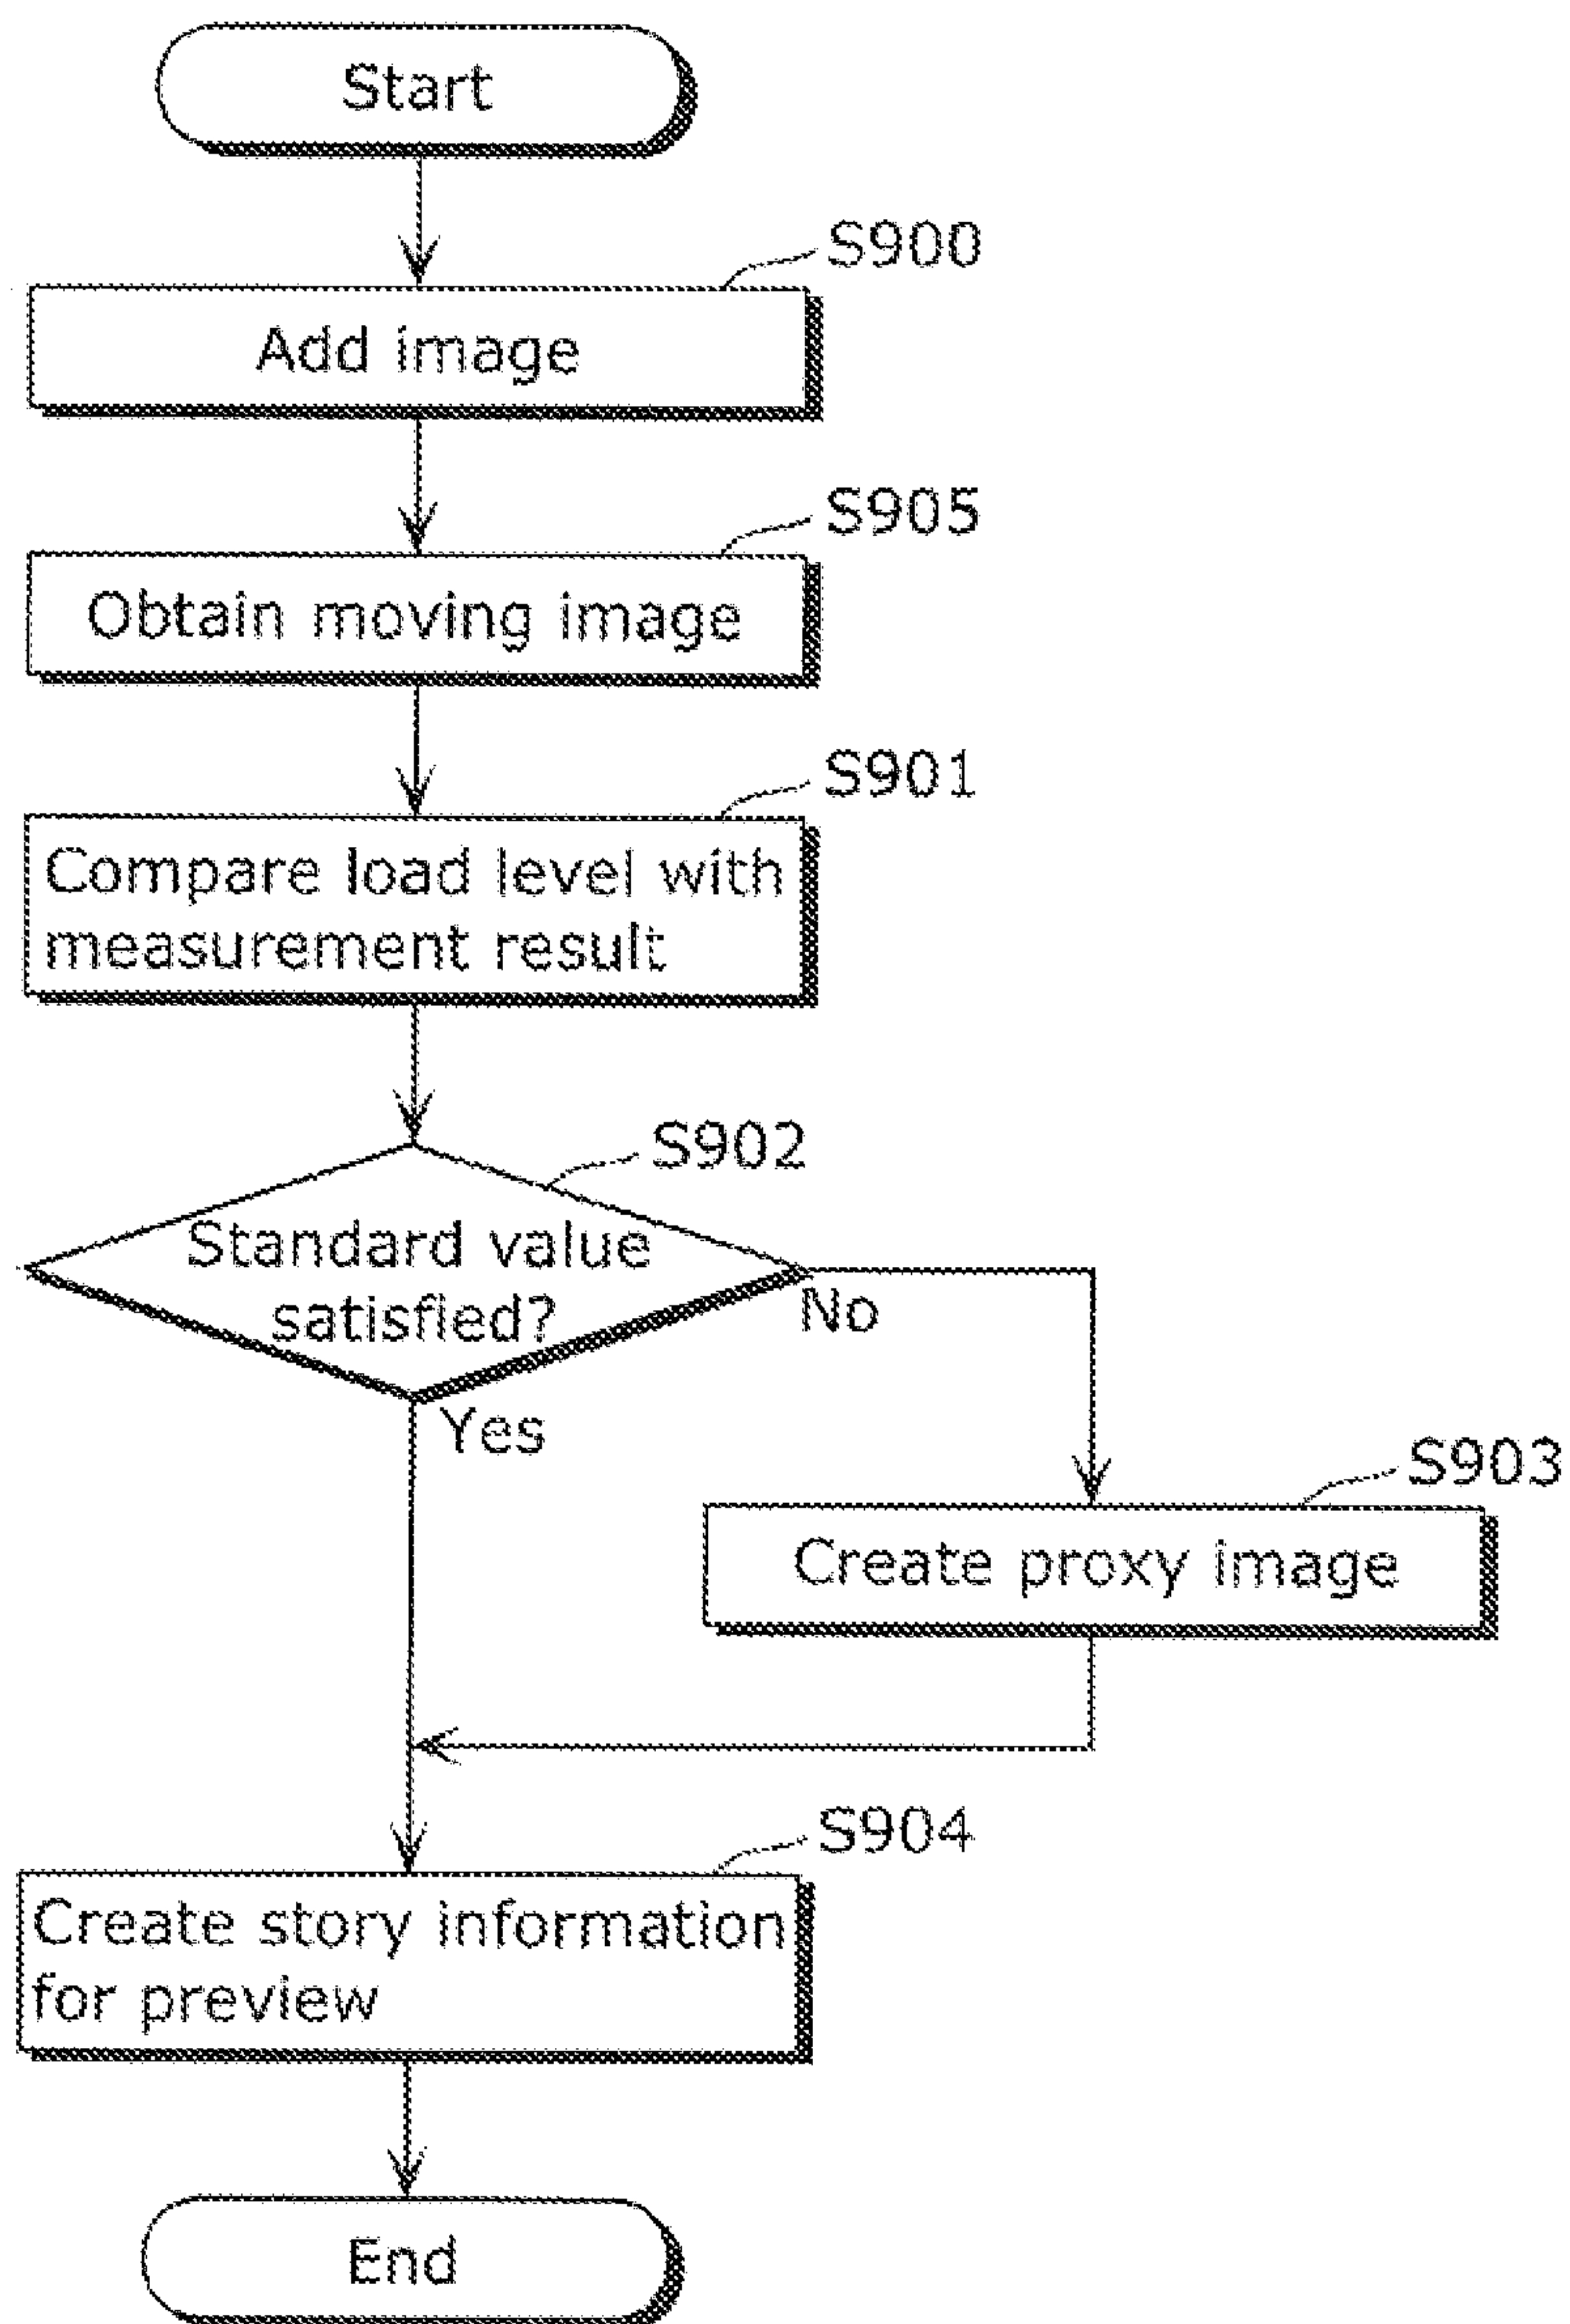 Start
S900
Add image
S905
Obtain moving image
S901
Compare load level with
measurement result
S902
Standard value
satisfied?
No
Yes
S903
Create proxy image
S904
Create story information
for preview
End